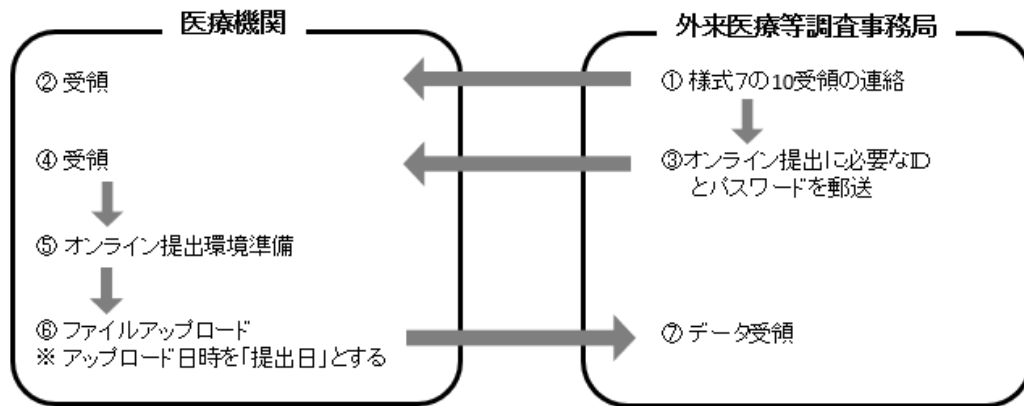 医療機関
② 受領
④ 受領
⑤ オンライン提出環境準備
⑥ ファイルアップロード
※ アップロード日時を「提出日」とする
外来医療等調査事務局
① 様式7の10受領の連絡
③オンライン提出に必要なID
とパスワードを郵送
⑦ データ受領